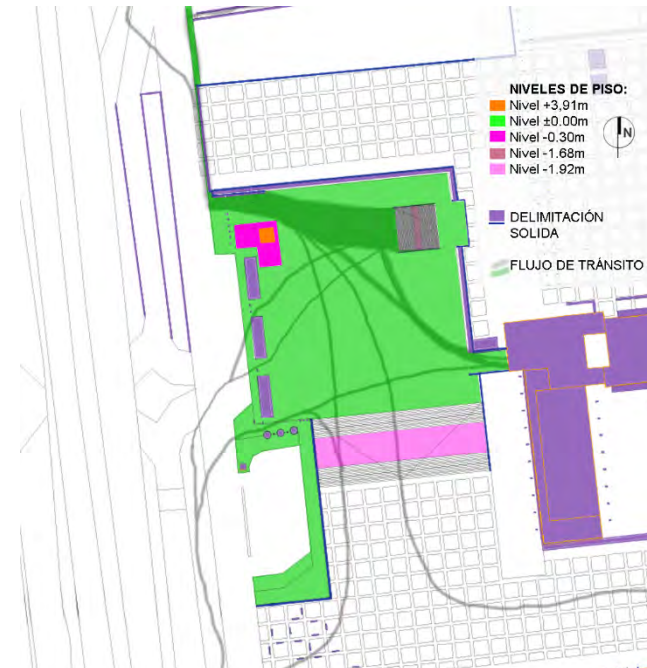 NIVELES DE PISO:
Nivel +3,91m
Nivel ±0.00m
Nivel -0.30m
Nivel -1.68m
Nivel -1.92m
N
DELIMITACIÓN
SOLIDA
FLUJO DE TRÁNSITO